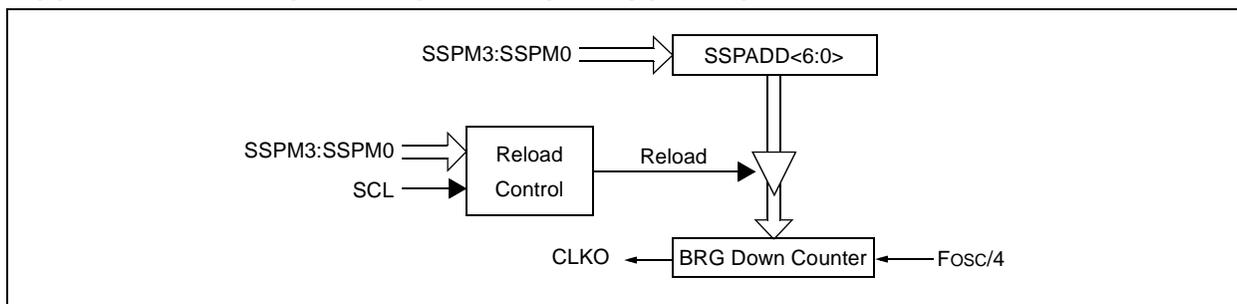 SSPM3:SSPM0
SSPADD<6:0>
SSPM3:SSPM0
SCL
Reload
Control
Reload
CLKO
BRG Down Counter
FOSC/4